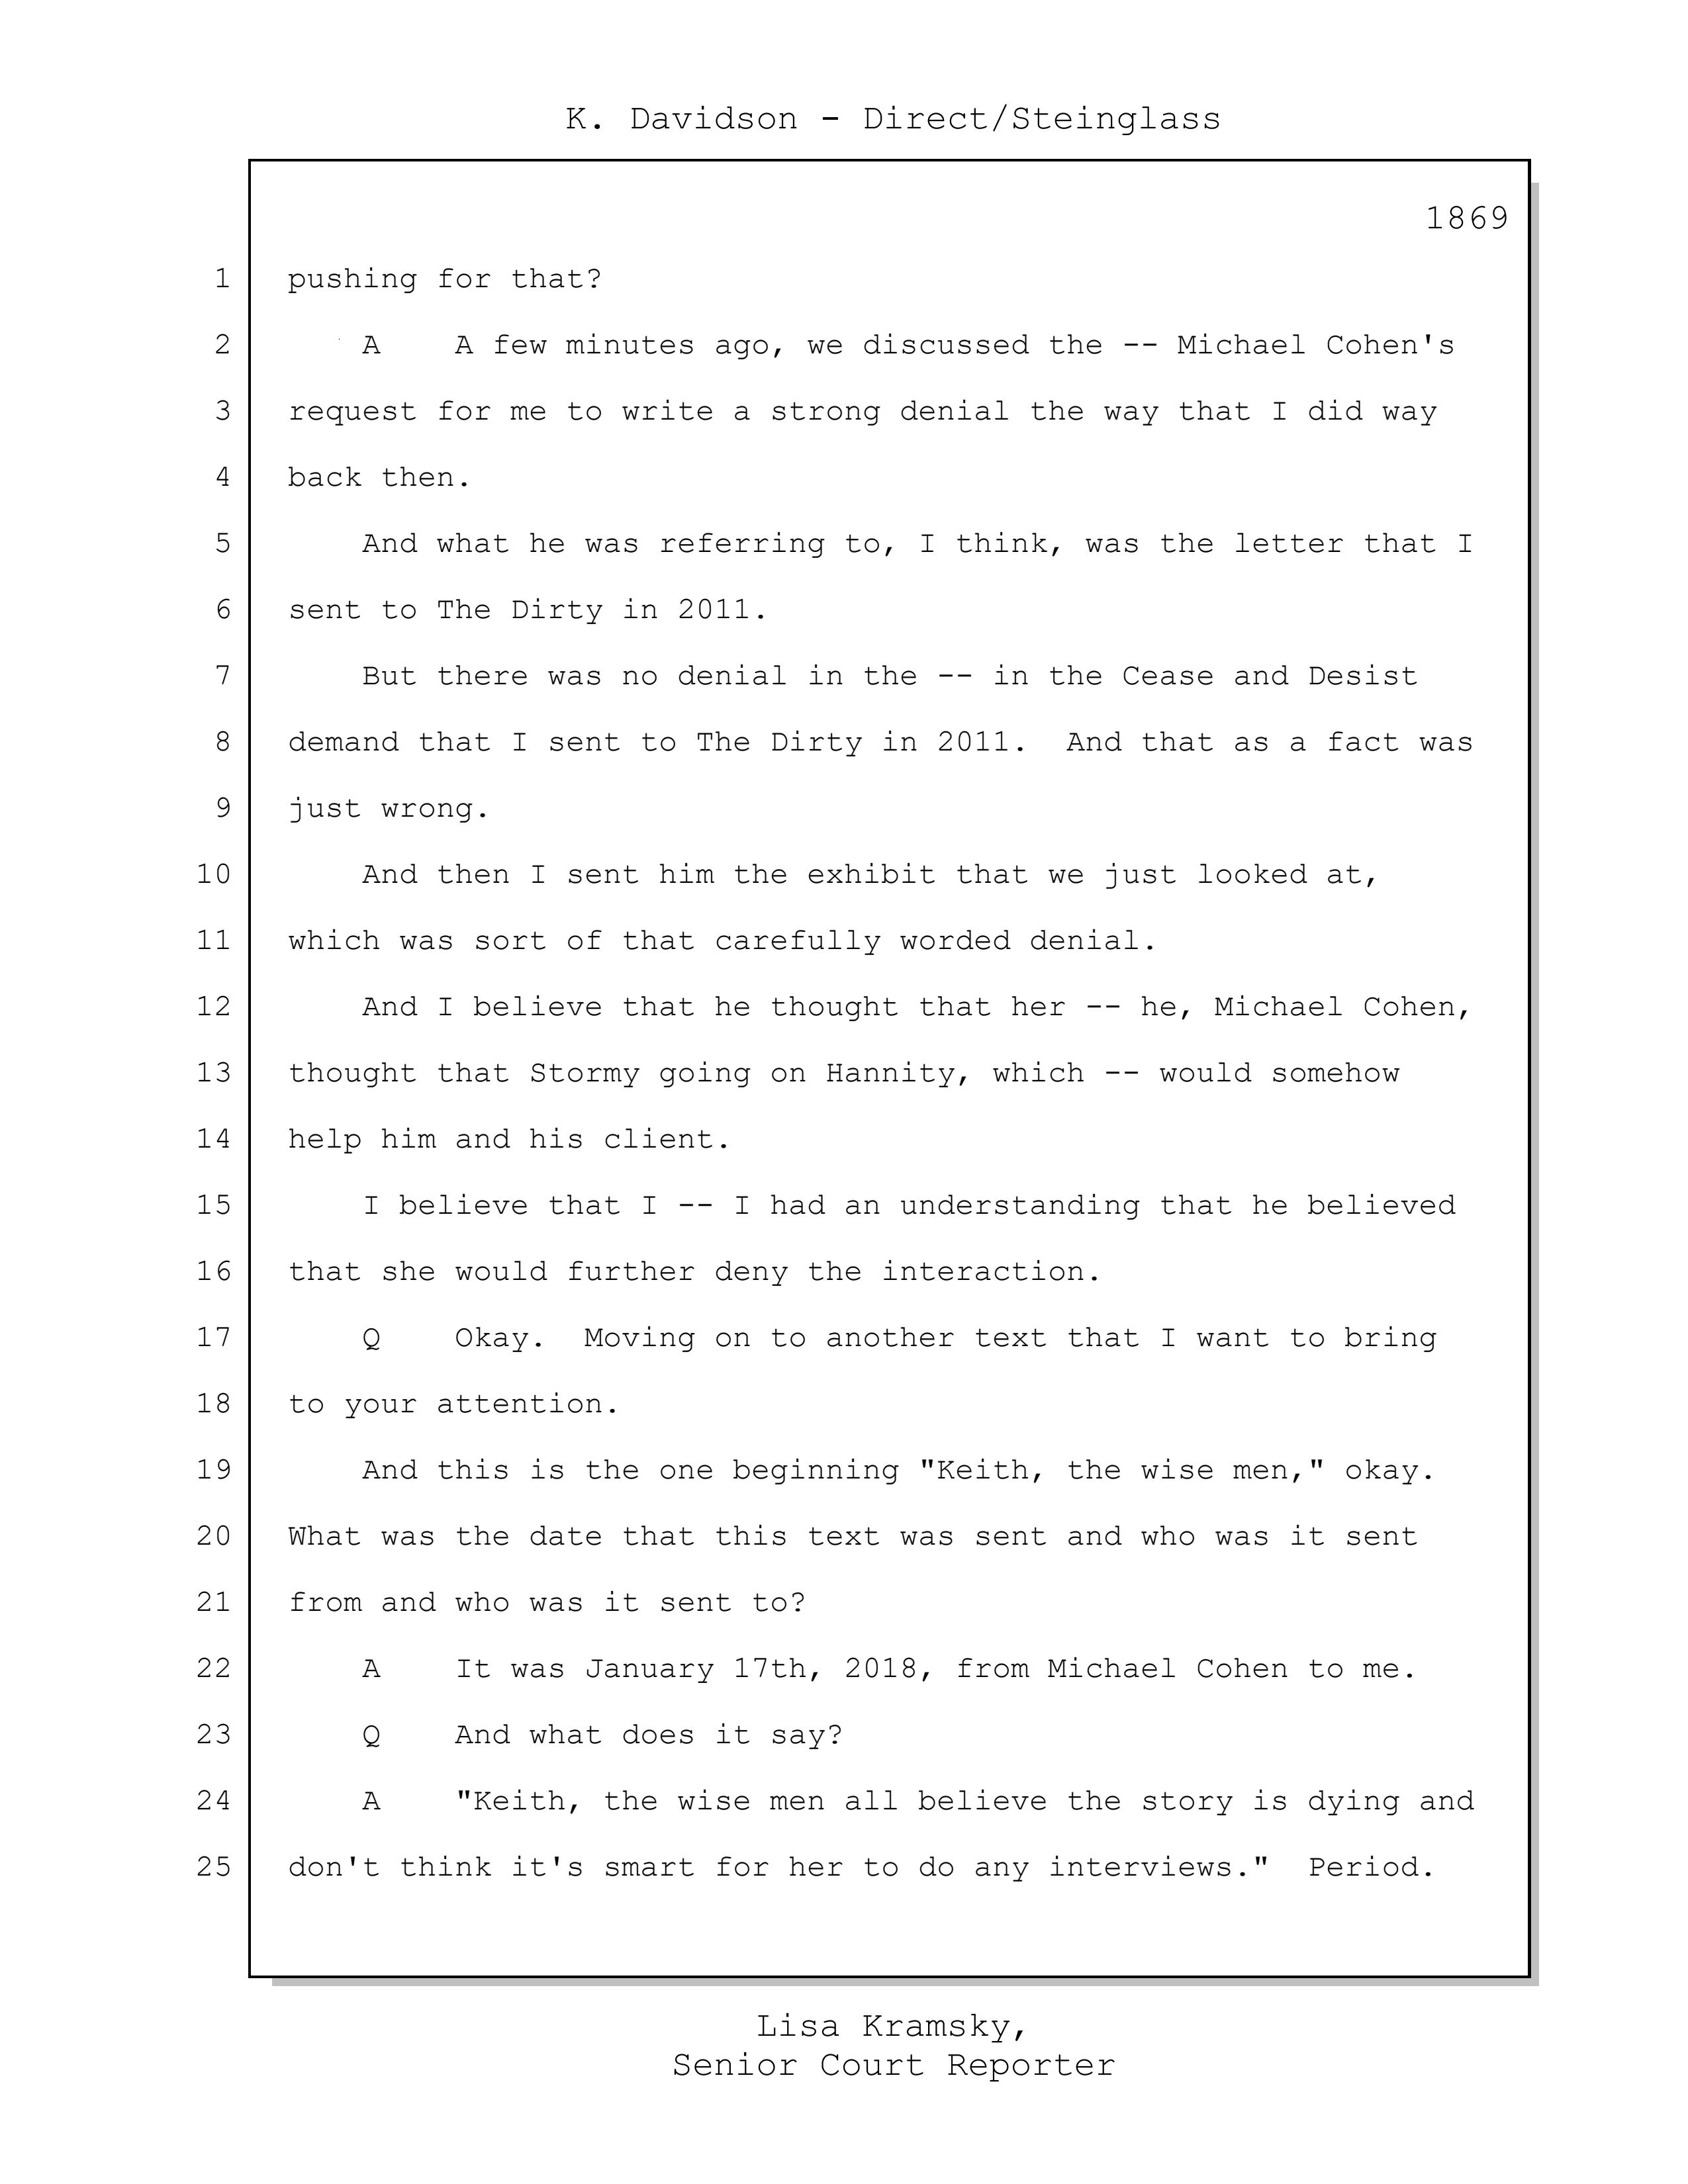 K. Davidson - Direct/Steinglass
1869
1 pushing for that?
2 A A few minutes ago, we discussed the -- Michael Cohen's
3 request for me to write a strong denial the way that I did way
4 back then.
5 And what he was referring to, I think, was the letter that I
6 sent to The Dirty in 2011.
7 But there was no denial in the -- in the Cease and Desist
8 demand that I sent to The Dirty in 2011. And that as a fact was
9 just wrong.
10 And then I sent him the exhibit that we just looked at,
11 which was sort of that carefully worded denial.
12 And I believe that he thought that her -- he, Michael Cohen,
13 thought that Stormy going on Hannity, which -- would somehow
14 help him and his client.
15 I believe that I -- I had an understanding that he believed
16 that she would further deny the interaction.
17 Q Okay. Moving on to another text that I want to bring
18 to your attention.
19 And this is the one beginning "Keith, the wise men," okay.
20 What was the date that this text was sent and who was it sent
21 from and who was it sent to?
22 A It was January 17th, 2018, from Michael Cohen to me.
23 Q And what does it say?
24 A "Keith, the wise men all believe the story is dying and
25 don't think it's smart for her to do any interviews." Period.
Lisa Kramsky,
Senior Court Reporter